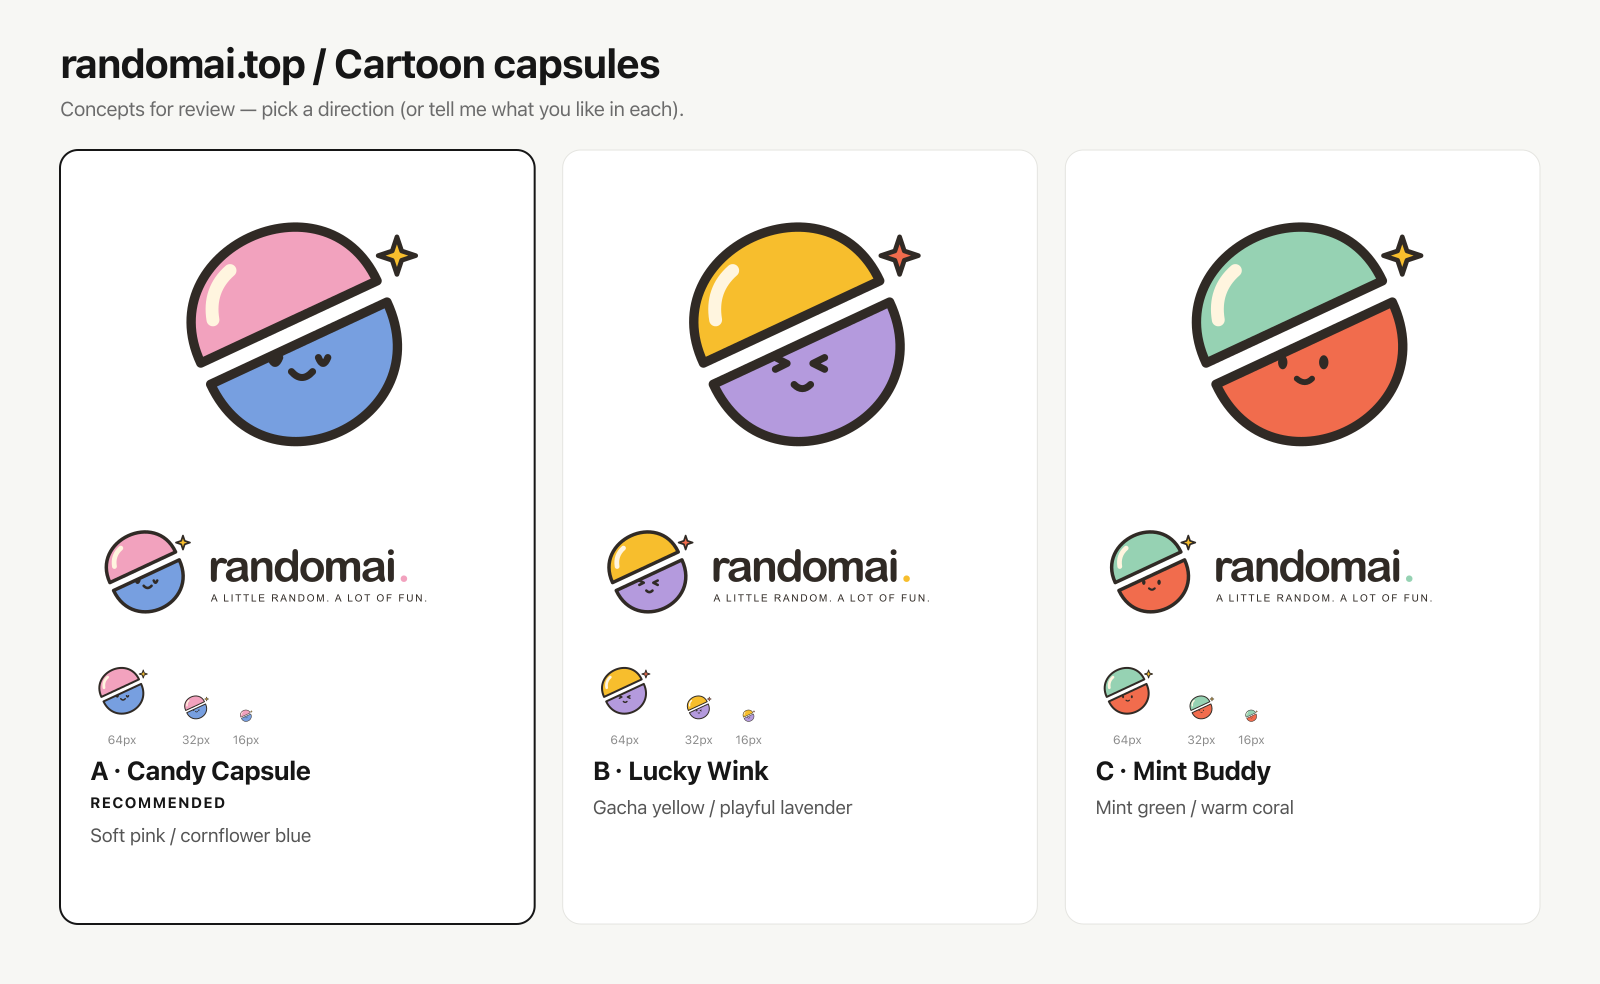 randomai.top / Cartoon capsules
Concepts for review — pick a direction (or tell me what you like in each).
randomai.
A LITTLE RANDOM. A LOT OF FUN.
64px 32px 16px
A · Candy Capsule
RECOMMENDED
Soft pink / cornflower blue
randomai.
A LITTLE RANDOM. A LOT OF FUN.
64px 32px 16px
B · Lucky Wink
Gacha yellow / playful lavender
randomai.
A LITTLE RANDOM. A LOT OF FUN.
64px 32px 16px
C · Mint Buddy
Mint green / warm coral